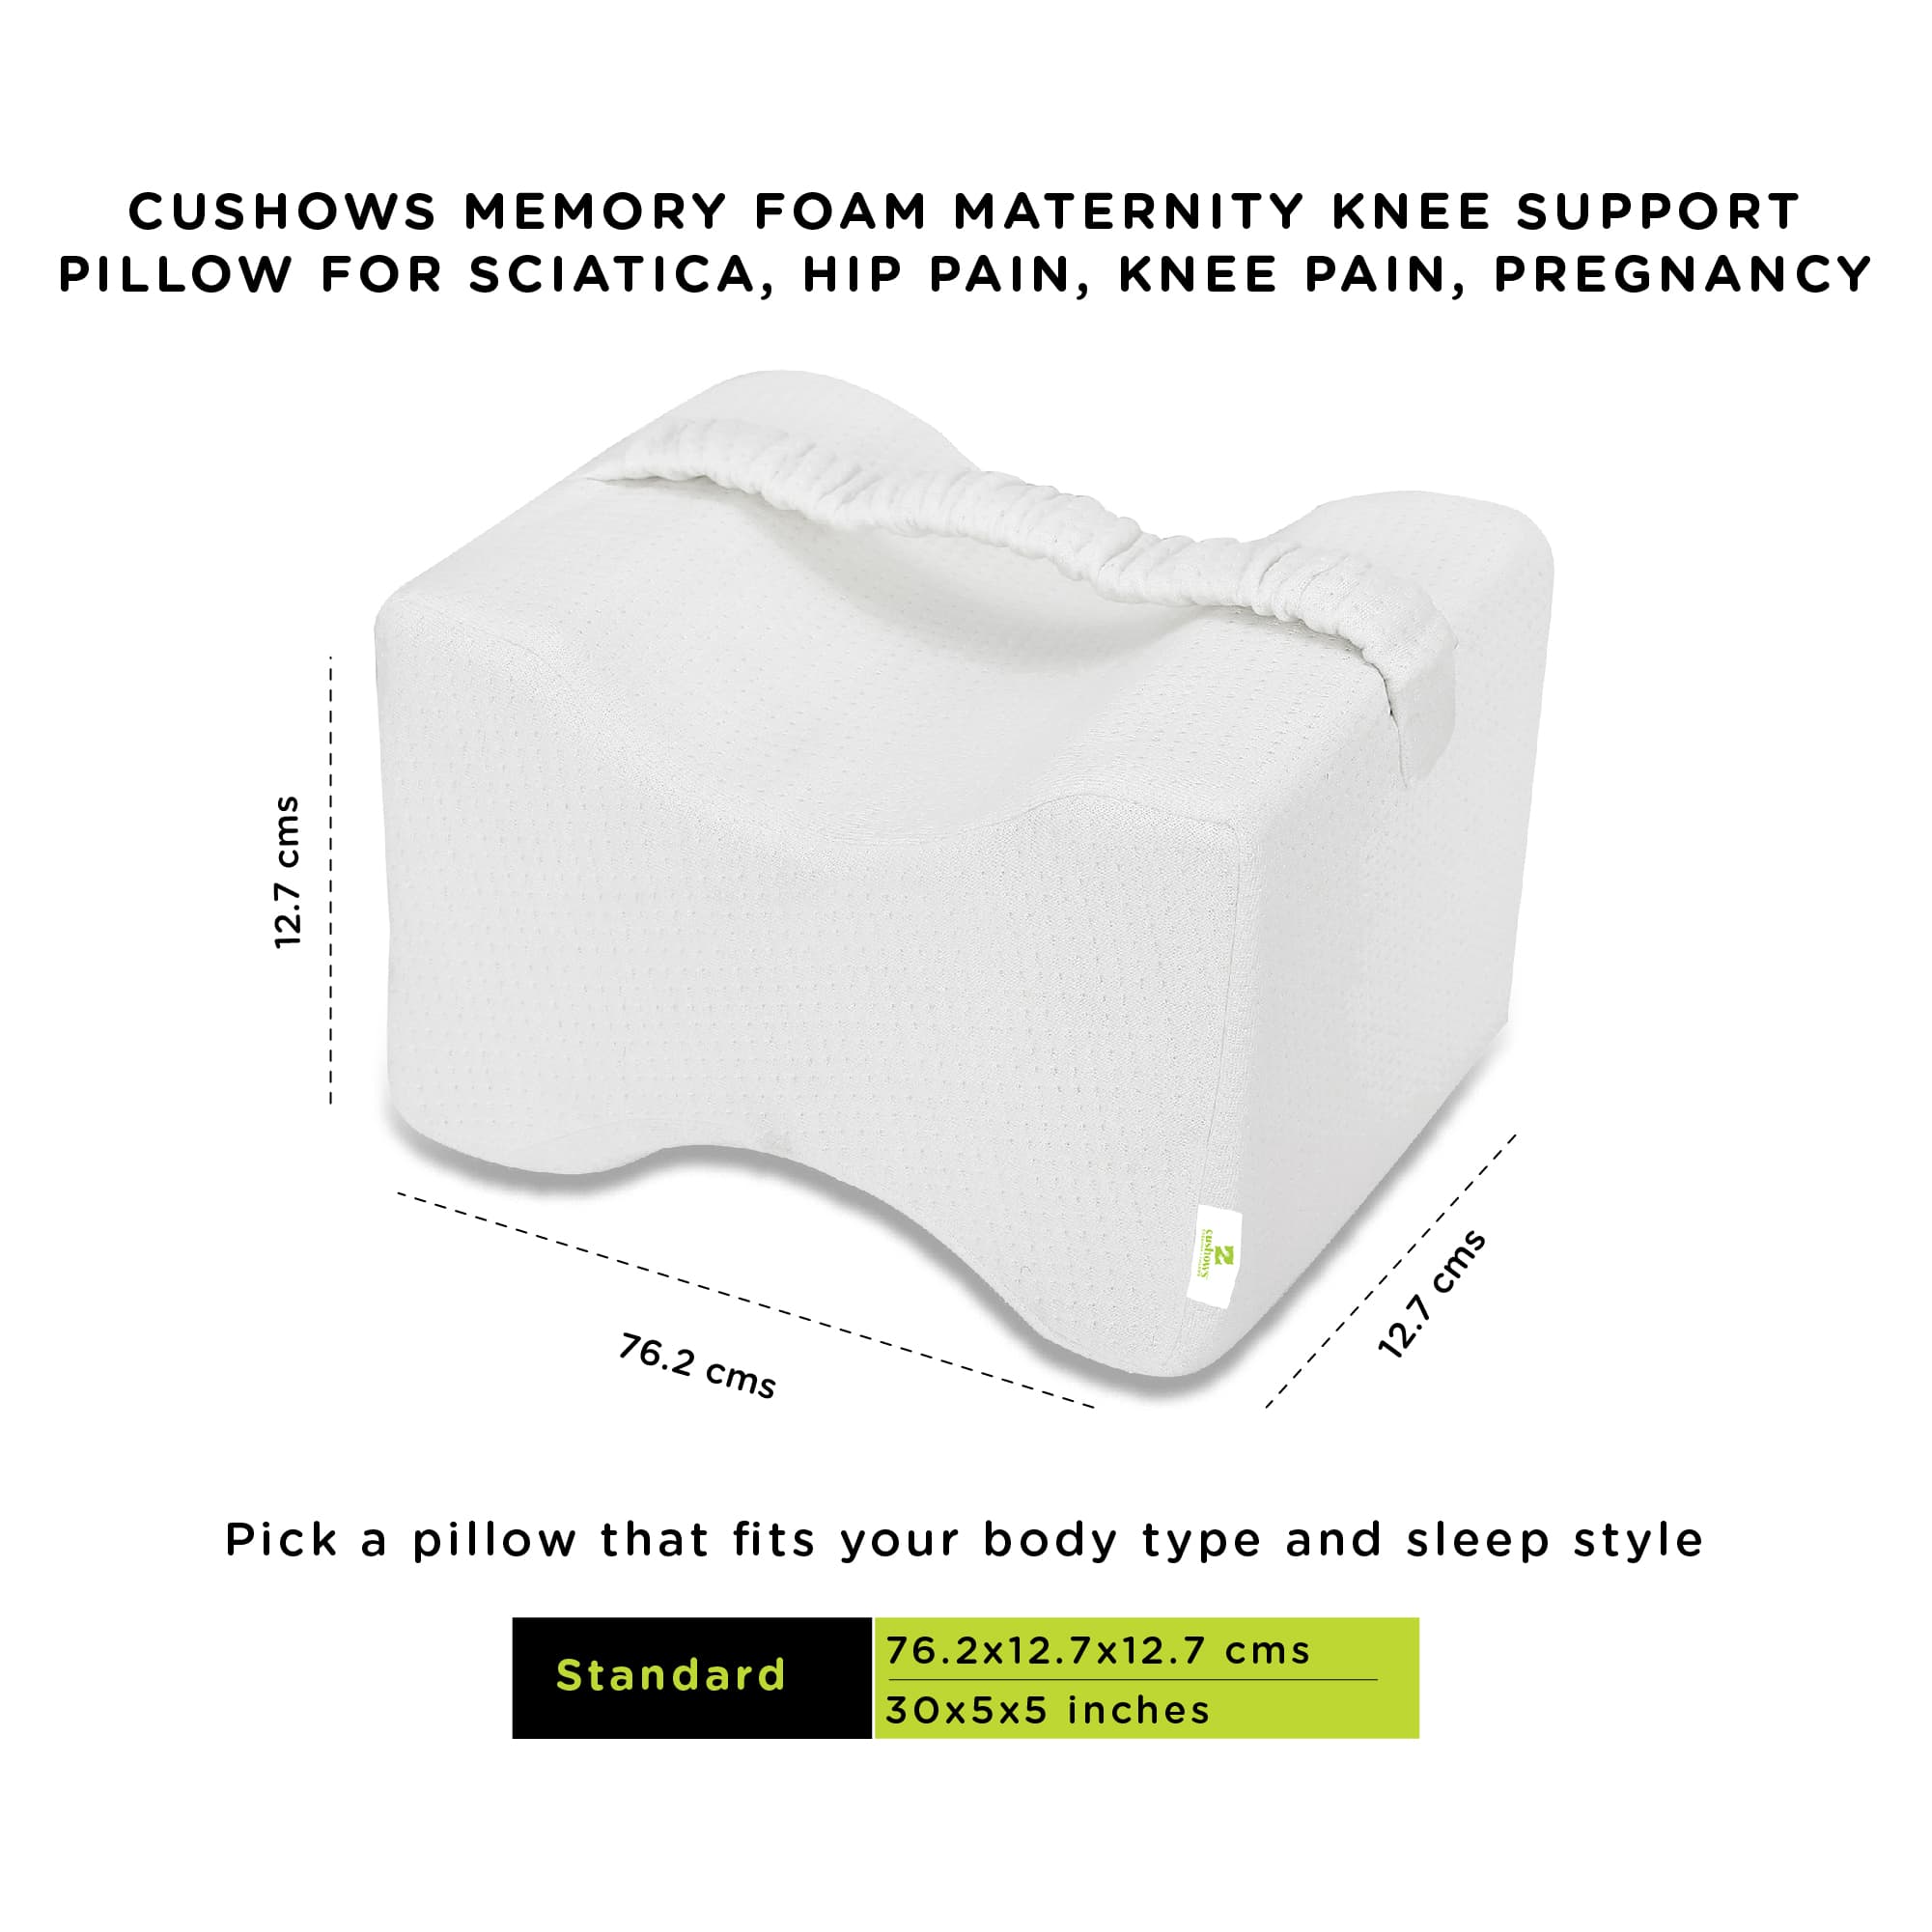 CUSHOWS MEMORY FOAM MATERNITY KNEE SUPPORT
PILLOW FOR SCIATICA, HIP PAIN, KNEE PAIN, PREGNANCY
12.7 cms
cushows
76.2 cms
12.7 cms
Pick a pillow that fits your body type and sleep style
Standard
76.2x12.7x12.7 cms
30x5x5 inches